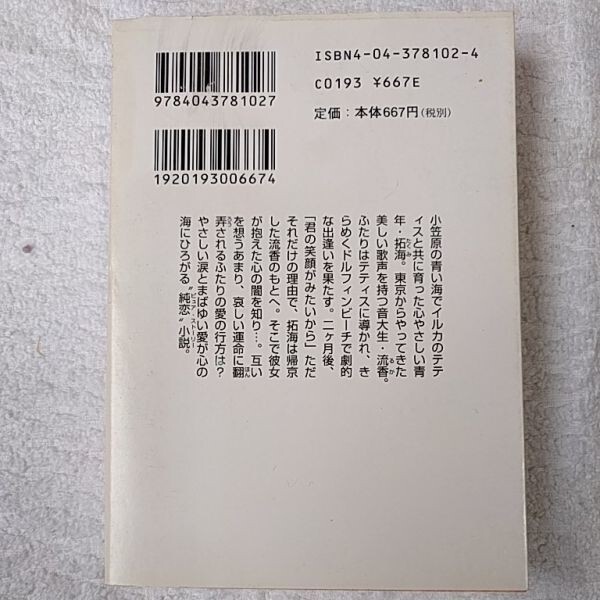 ISBN4-04-378102-4
C0193 ¥667E
定価：本体667円（税別）
9784043781027
1920193006674
小笠原の青い海でイルカのテテ
ィスと共に育った心やさしい青
年・拓海。東京からやってきた
美しい歌声を持つ音大生・流香。
ふたりはテティスに導かれ、き
らめくドルフィンビーチで劇的
な出逢いを果たす。二ヶ月後、
「君の笑顔がみたいから」ただ
それだけの理由で、拓海は帰京
した流香のもとへ。そこで彼女
が抱えた心の闇を知り…。互い
を想うあまり、哀しい運命に翻
弄されるふたりの愛の行方は？
やさしい涙とまばゆい愛が心の
海にひろがる〝純恋〟小説。